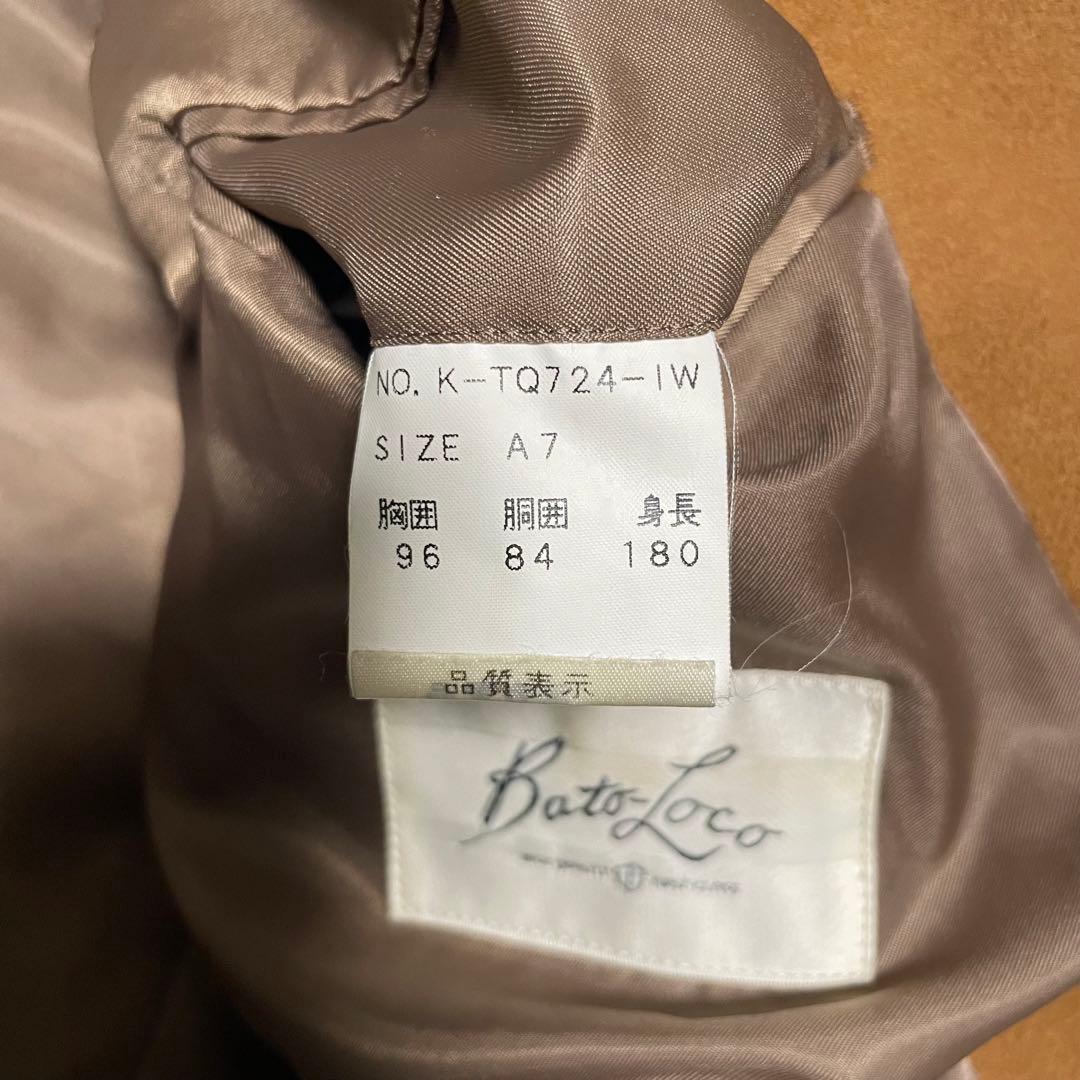 NO. K-TQ724-IW
SIZE A7
胸囲 胴囲 身長
96 84 180
品質表示
Bato-Loco